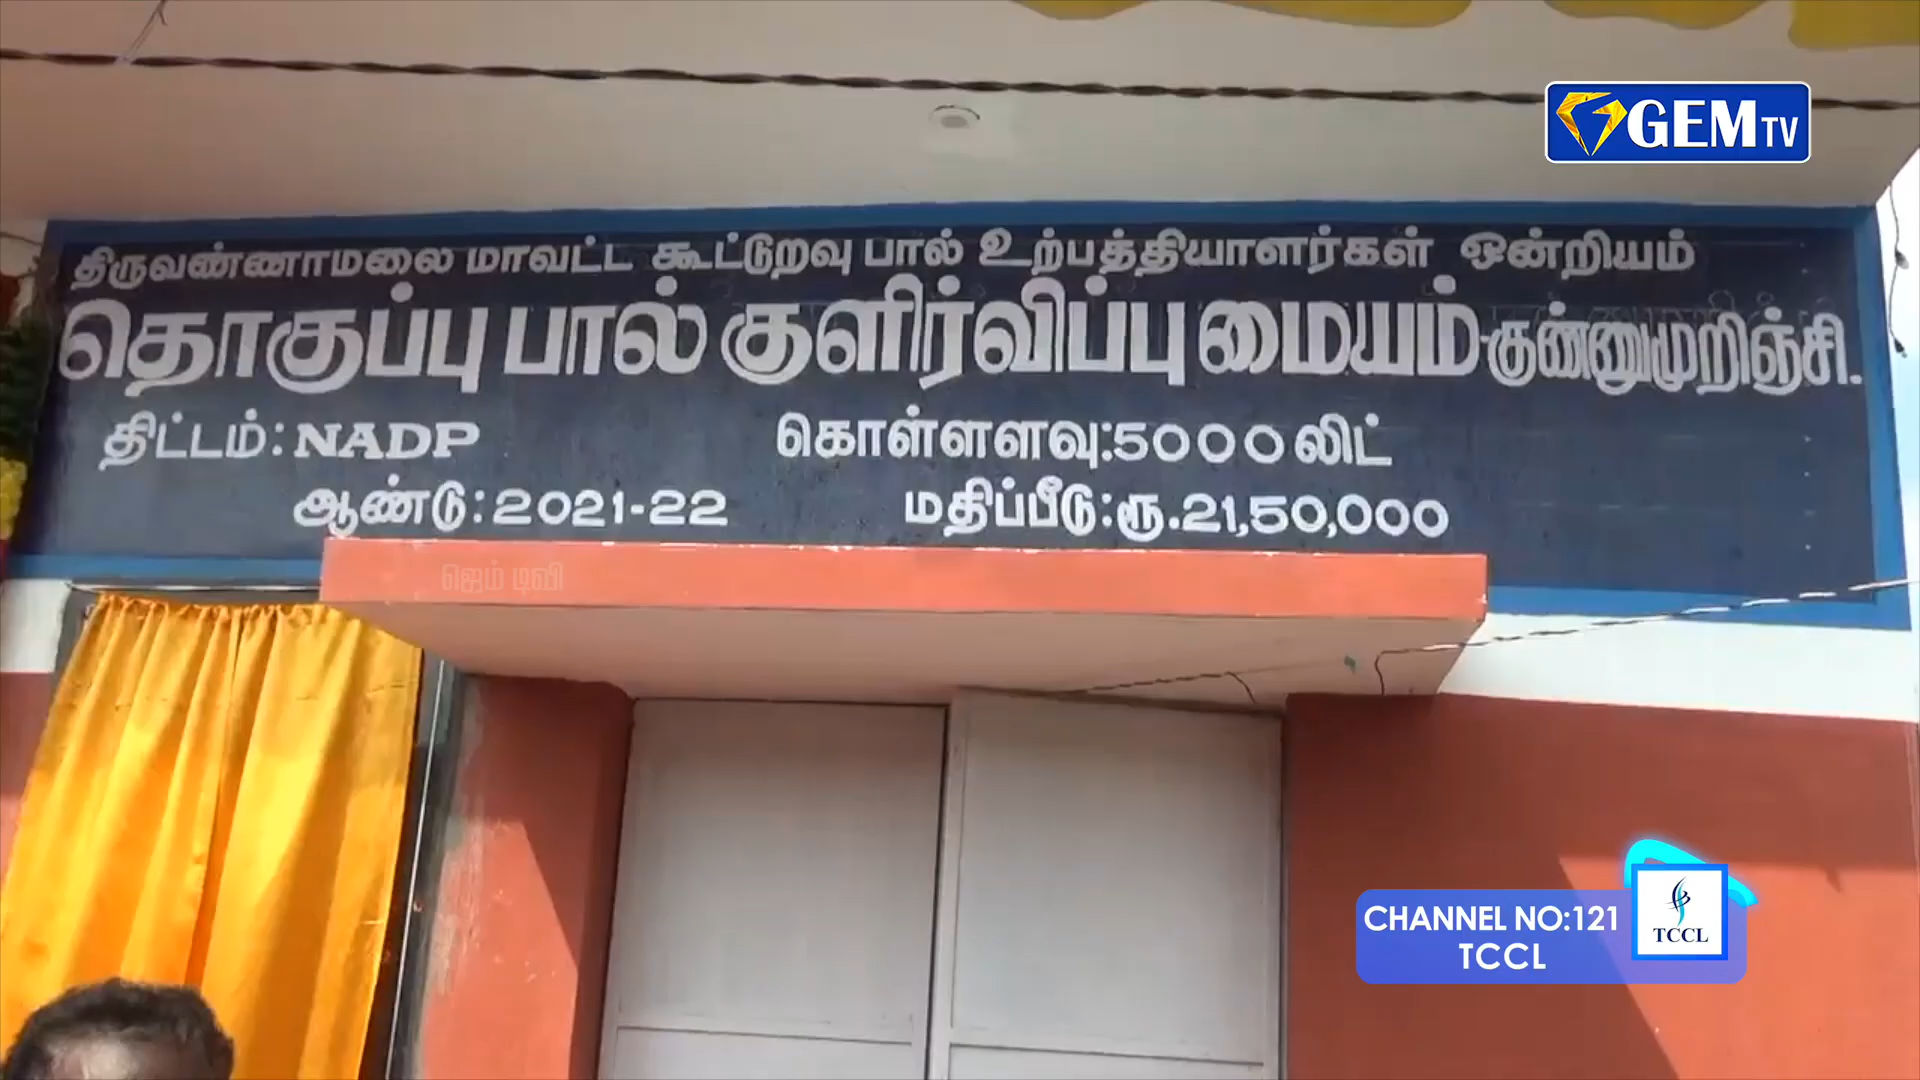 GEM TV
திருவண்ணாமலை மாவட்ட கூட்டுறவு பால் உற்பத்தியாளர்கள் ஒன்றியம்
தொகுப்பு பால் குளிர்விப்பு மையம்-குண்ணுமுறிஞ்சி.
திட்டம்: NADP கொள்ளளவு:5000 லிட்
ஆண்டு: 2021-22 மதிப்பீடு:ரூ.21,50,000
ஜெம் டிவி
CHANNEL NO:121
TCCL
TCCL